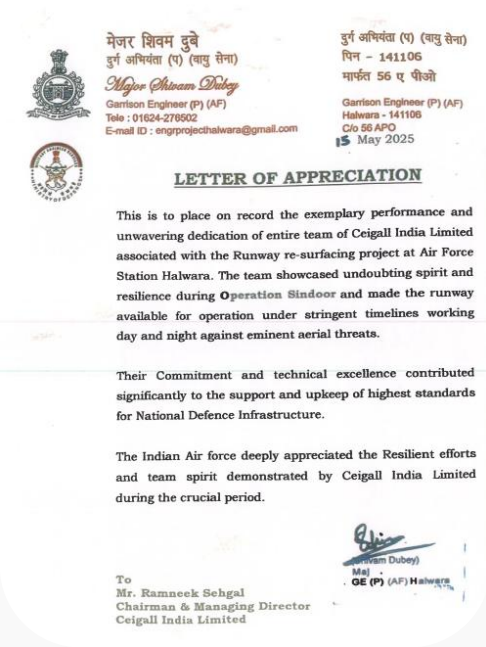 मेजर शिवम दुबे
दुर्ग अभियंता (प) (वायु सेना)
Major Shivam Dubey
Garrison Engineer (P) (AF)
Tele : 01624-276502
E-mail ID : engrprojecthalwara@gmail.com
दुर्ग अभियंता (प) (वायु सेना)
पिन - 141106
मार्फत 56 ए पीओ
Garrison Engineer (P) (AF)
Halwara - 141106
C/o 56 APO
15 May 2025
LETTER OF APPRECIATION
This is to place on record the exemplary performance and
unwavering dedication of entire team of Ceigall India Limited
associated with the Runway re-surfacing project at Air Force
Station Halwara. The team showcased undoubting spirit and
resilience during Operation Sindoor and made the runway
available for operation under stringent timelines working
day and night against eminent aerial threats.
Their Commitment and technical excellence contributed
significantly to the support and upkeep of highest standards
for National Defence Infrastructure.
The Indian Air force deeply appreciated the Resilient efforts
and team spirit demonstrated by Ceigall India Limited
during the crucial period.
(Shivam Dubey)
Maj
GE (P) (AF) Halwara
To
Mr. Ramneek Sehgal
Chairman & Managing Director
Ceigall India Limited